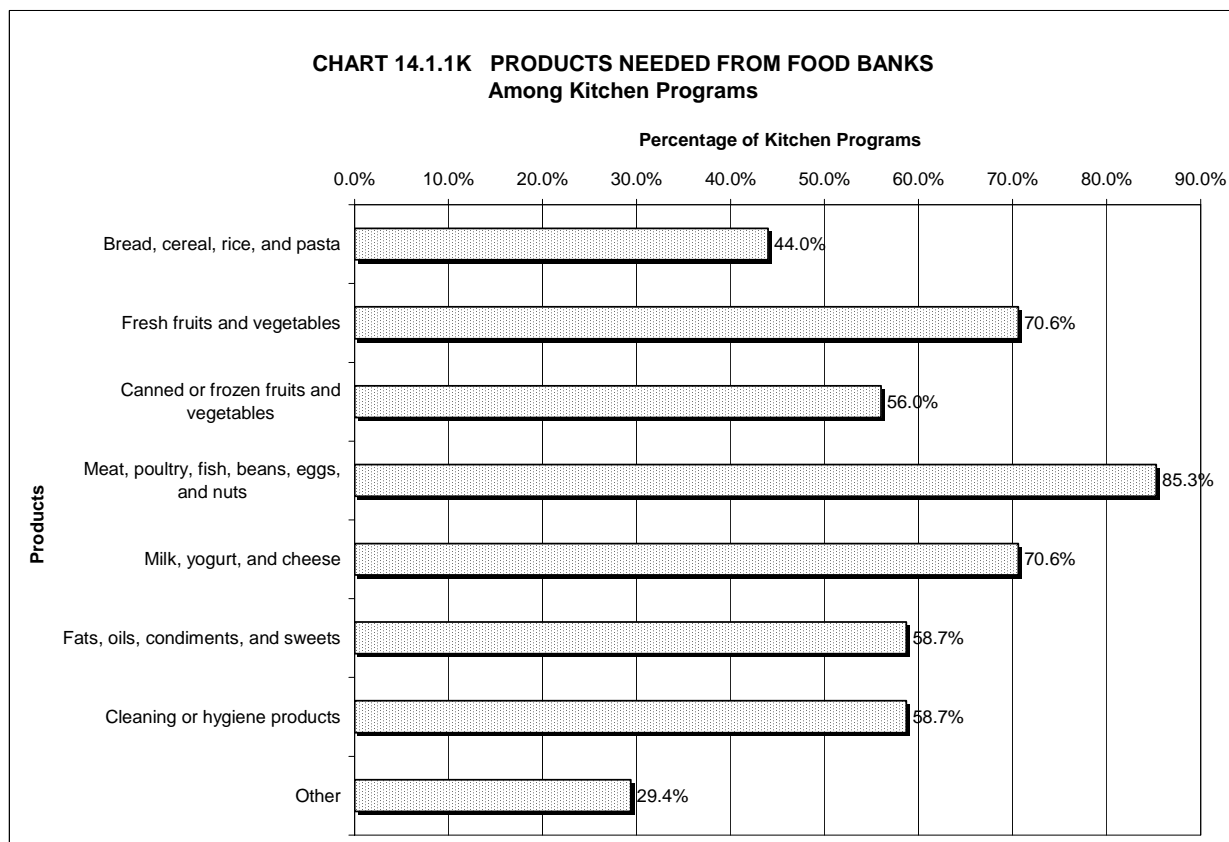 CHART 14.1.1K   PRODUCTS NEEDED FROM FOOD BANKS
Among Kitchen Programs
Percentage of Kitchen Programs
0.0% 10.0% 20.0% 30.0% 40.0% 50.0% 60.0% 70.0% 80.0% 90.0%
Products
Bread, cereal, rice, and pasta 44.0%
Fresh fruits and vegetables 70.6%
Canned or frozen fruits and
vegetables 56.0%
Meat, poultry, fish, beans, eggs,
and nuts 85.3%
Milk, yogurt, and cheese 70.6%
Fats, oils, condiments, and sweets 58.7%
Cleaning or hygiene products 58.7%
Other 29.4%